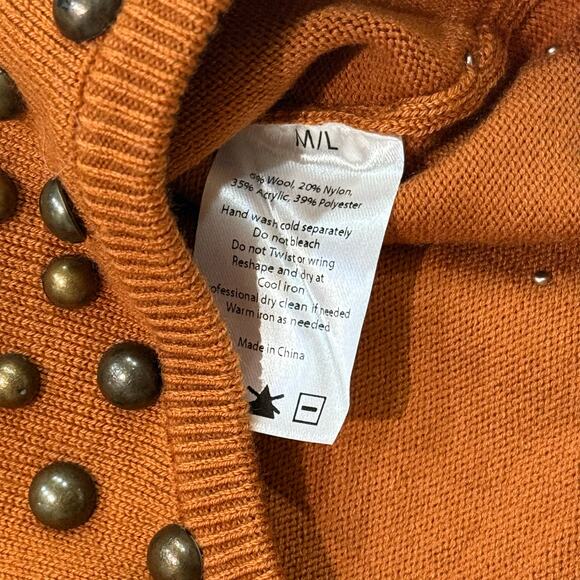 M/L
% Wool, 20% Nylon,
35% Acrylic, 39% Polyester
Hand wash cold separately
Do not bleach
Do not Twist or wring
Reshape and dry at
Cool iron
ofessional dry clean if needed
Warm iron as needed
Made in China